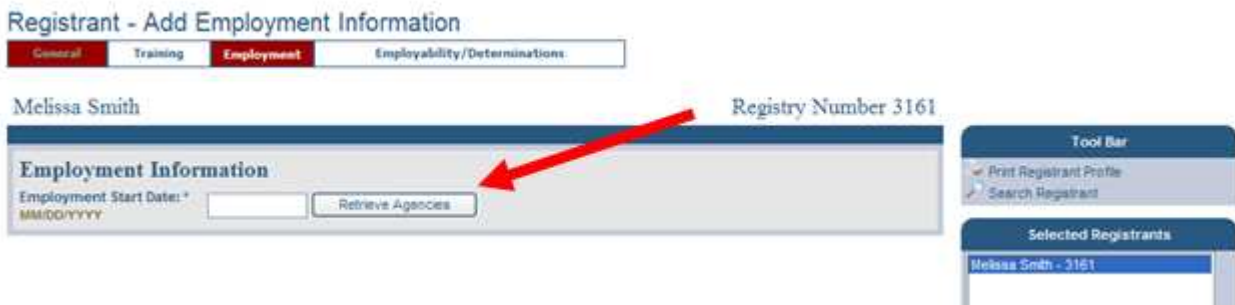 Registrant - Add Employment Information
General Training Employment Employability/Determinations
Melissa Smith Registry Number 3161
Employment Information
Employment Start Date: * Retrieve Agencies
MM/DD/YYYY
Tool Bar
Print Registrant Profile
Search Registrant
Selected Registrants
Melissa Smith - 3161